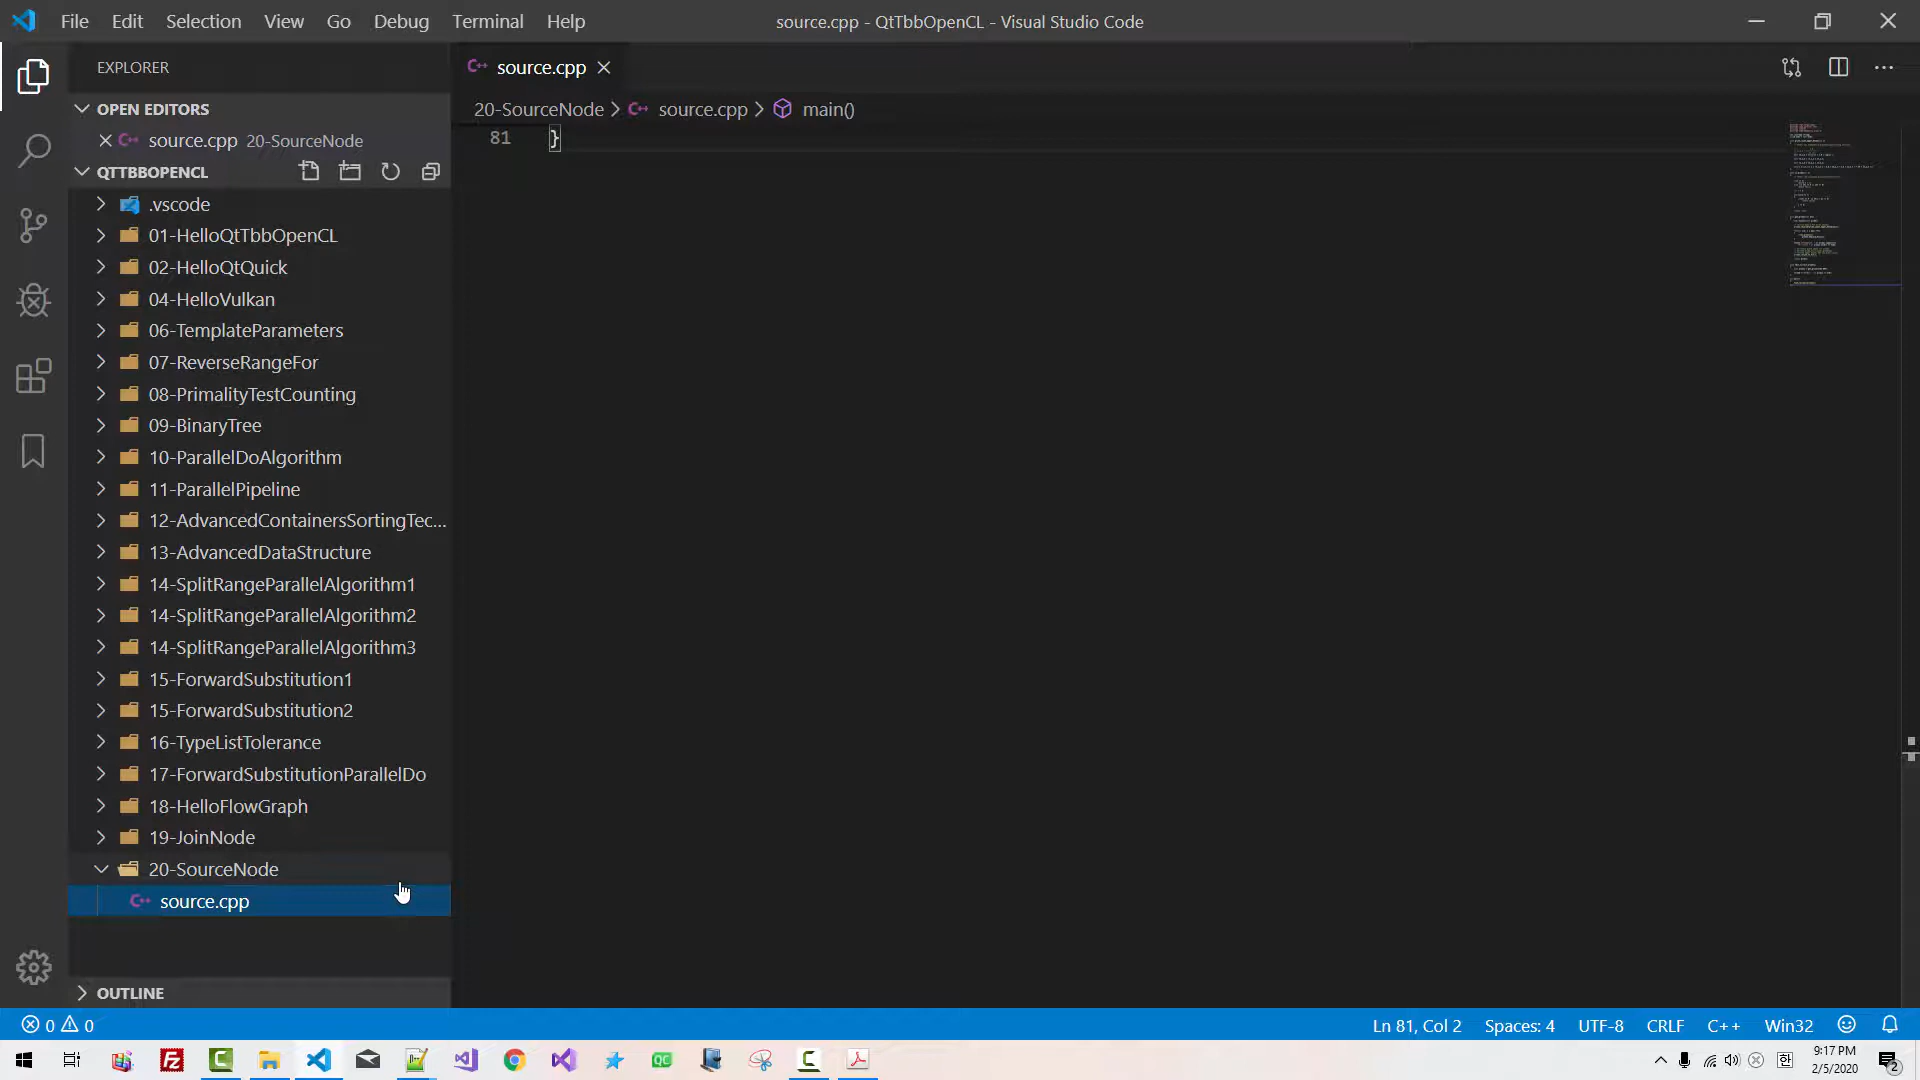 File Edit Selection View Go Debug Terminal Help
source.cpp - QtTbbOpenCL - Visual Studio Code
EXPLORER
OPEN EDITORS
source.cpp 20-SourceNode
QTTBBOPENCL
.vscode
01-HelloQtTbbOpenCL
02-HelloQtQuick
04-HelloVulkan
06-TemplateParameters
07-ReverseRangeFor
08-PrimalityTestCounting
09-BinaryTree
10-ParallelDoAlgorithm
11-ParallelPipeline
12-AdvancedContainersSortingTec...
13-AdvancedDataStructure
14-SplitRangeParallelAlgorithm1
14-SplitRangeParallelAlgorithm2
14-SplitRangeParallelAlgorithm3
15-ForwardSubstitution1
15-ForwardSubstitution2
16-TypeListTolerance
17-ForwardSubstitutionParallelDo
18-HelloFlowGraph
19-JoinNode
20-SourceNode
C++ source.cpp
OUTLINE
C++ source.cpp
20-SourceNode > C++ source.cpp > main()
81 }
0 0
Ln 81, Col 2 Spaces: 4 UTF-8 CRLF C++ Win32
한
9:17 PM
2/5/2020
2